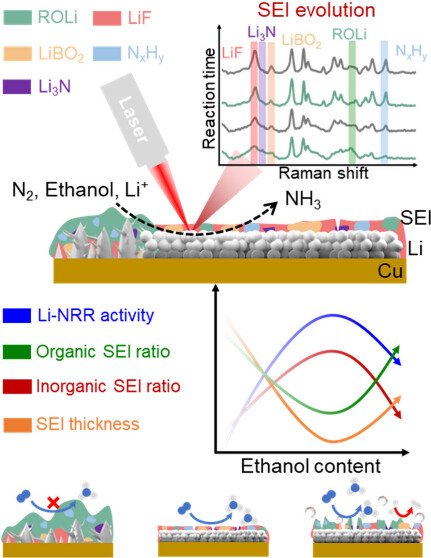 SEI evolution
ROLi
LiF
LiBO2
NxHy
Li3N
Reaction time
LiF
Li3N
LiBO2
ROLi
NxHy
Raman shift
Laser
N2, Ethanol, Li+
NH3
SEI
Li
Cu
Li-NRR activity
Organic SEI ratio
Inorganic SEI ratio
SEI thickness
Ethanol content